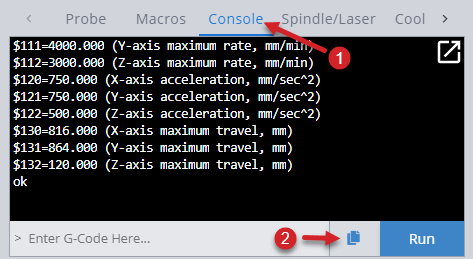 Probe Macros Console Spindle/Laser Cool
$111=4000.000 (Y-axis maximum rate, mm/min)
$112=3000.000 (Z-axis maximum rate, mm/min)
$120=750.000 (X-axis acceleration, mm/sec^2)
$121=750.000 (Y-axis acceleration, mm/sec^2)
$122=500.000 (Z-axis acceleration, mm/sec^2)
$130=816.000 (X-axis maximum travel, mm)
$131=864.000 (Y-axis maximum travel, mm)
$132=120.000 (Z-axis maximum travel, mm)
ok
1
> Enter G-Code Here... 2 Run